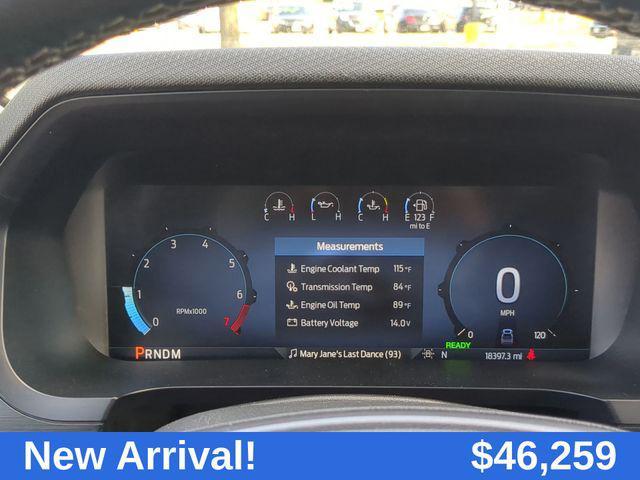 C H L H C H E 123 F
mi to E
Measurements
Engine Coolant Temp 115 °F
Transmission Temp 84 °F
Engine Oil Temp 89 °F
Battery Voltage 14.0 V
0 1 2 3 4 5 6 7
RPMx1000
0
MPH
0 120
READY
PRNDM
Mary Jane's Last Dance (93)
N 18397.3 mi
New Arrival! $46,259